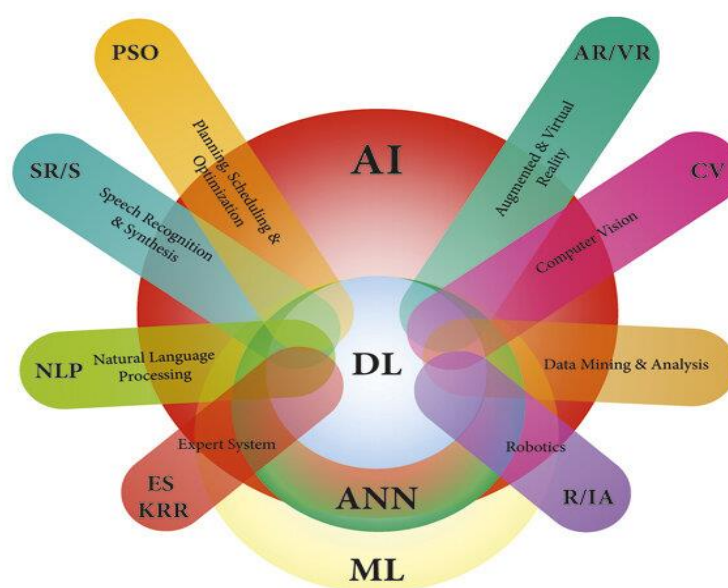 PSO
AR/VR
Planning, Scheduling &
Optimization
AI
Augmented & Virtual
Reality
SR/S
CV
Speech Recognition
& Synthesis
Computer Vision
NLP
Natural Language
Processing
DL
Data Mining & Analysis
Expert System
Robotics
ES
KRR
ANN
R/IA
ML